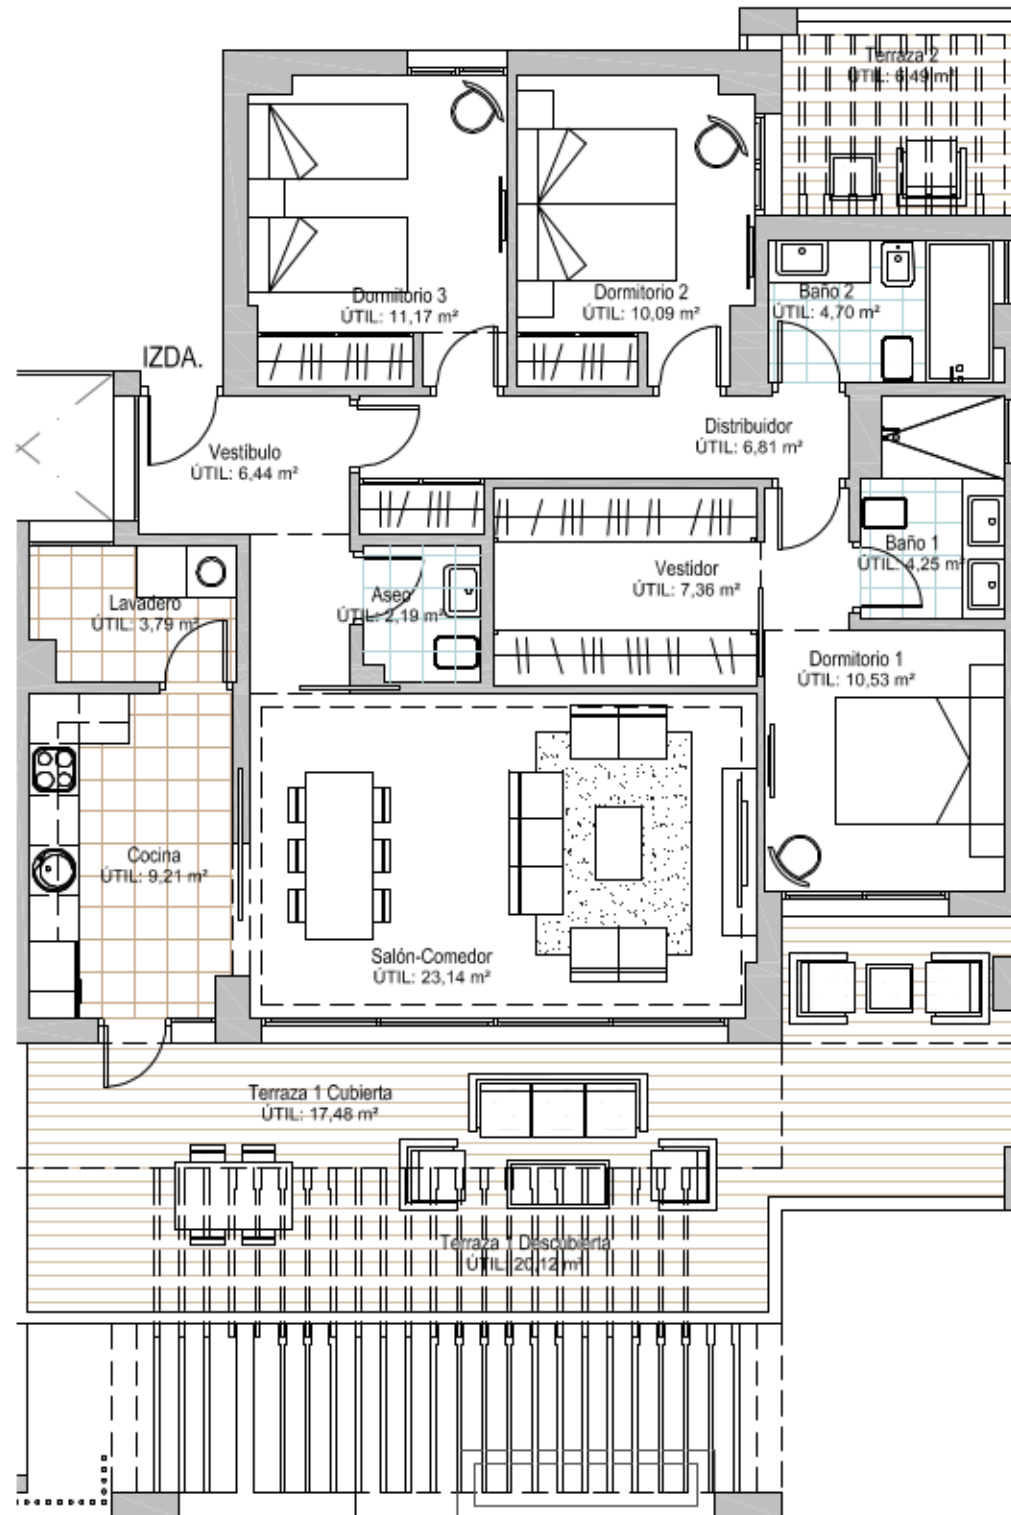 Terraza 2
ÚTIL: 6,49 m²
Dormitorio 3
ÚTIL: 11,17 m²
Dormitorio 2
ÚTIL: 10,09 m²
Baño 2
ÚTIL: 4,70 m²
IZDA.
Vestíbulo
ÚTIL: 6,44 m²
Distribuidor
ÚTIL: 6,81 m²
Lavadero
ÚTIL: 3,79 m²
Aseo
ÚTIL: 2,19 m²
Vestidor
ÚTIL: 7,36 m²
Baño 1
ÚTIL: 4,25 m²
Dormitorio 1
ÚTIL: 10,53 m²
Cocina
ÚTIL: 9,21 m²
Salón-Comedor
ÚTIL: 23,14 m²
Terraza 1 Cubierta
ÚTIL: 17,48 m²
Terraza 1 Descubierta
ÚTIL: 20,12 m²